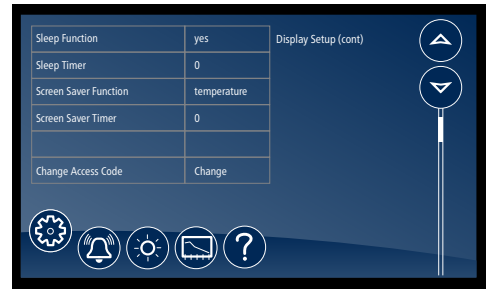 Sleep Function yes Display Setup (cont)
Sleep Timer 0
Screen Saver Function temperature
Screen Saver Timer 0
Change Access Code Change
?